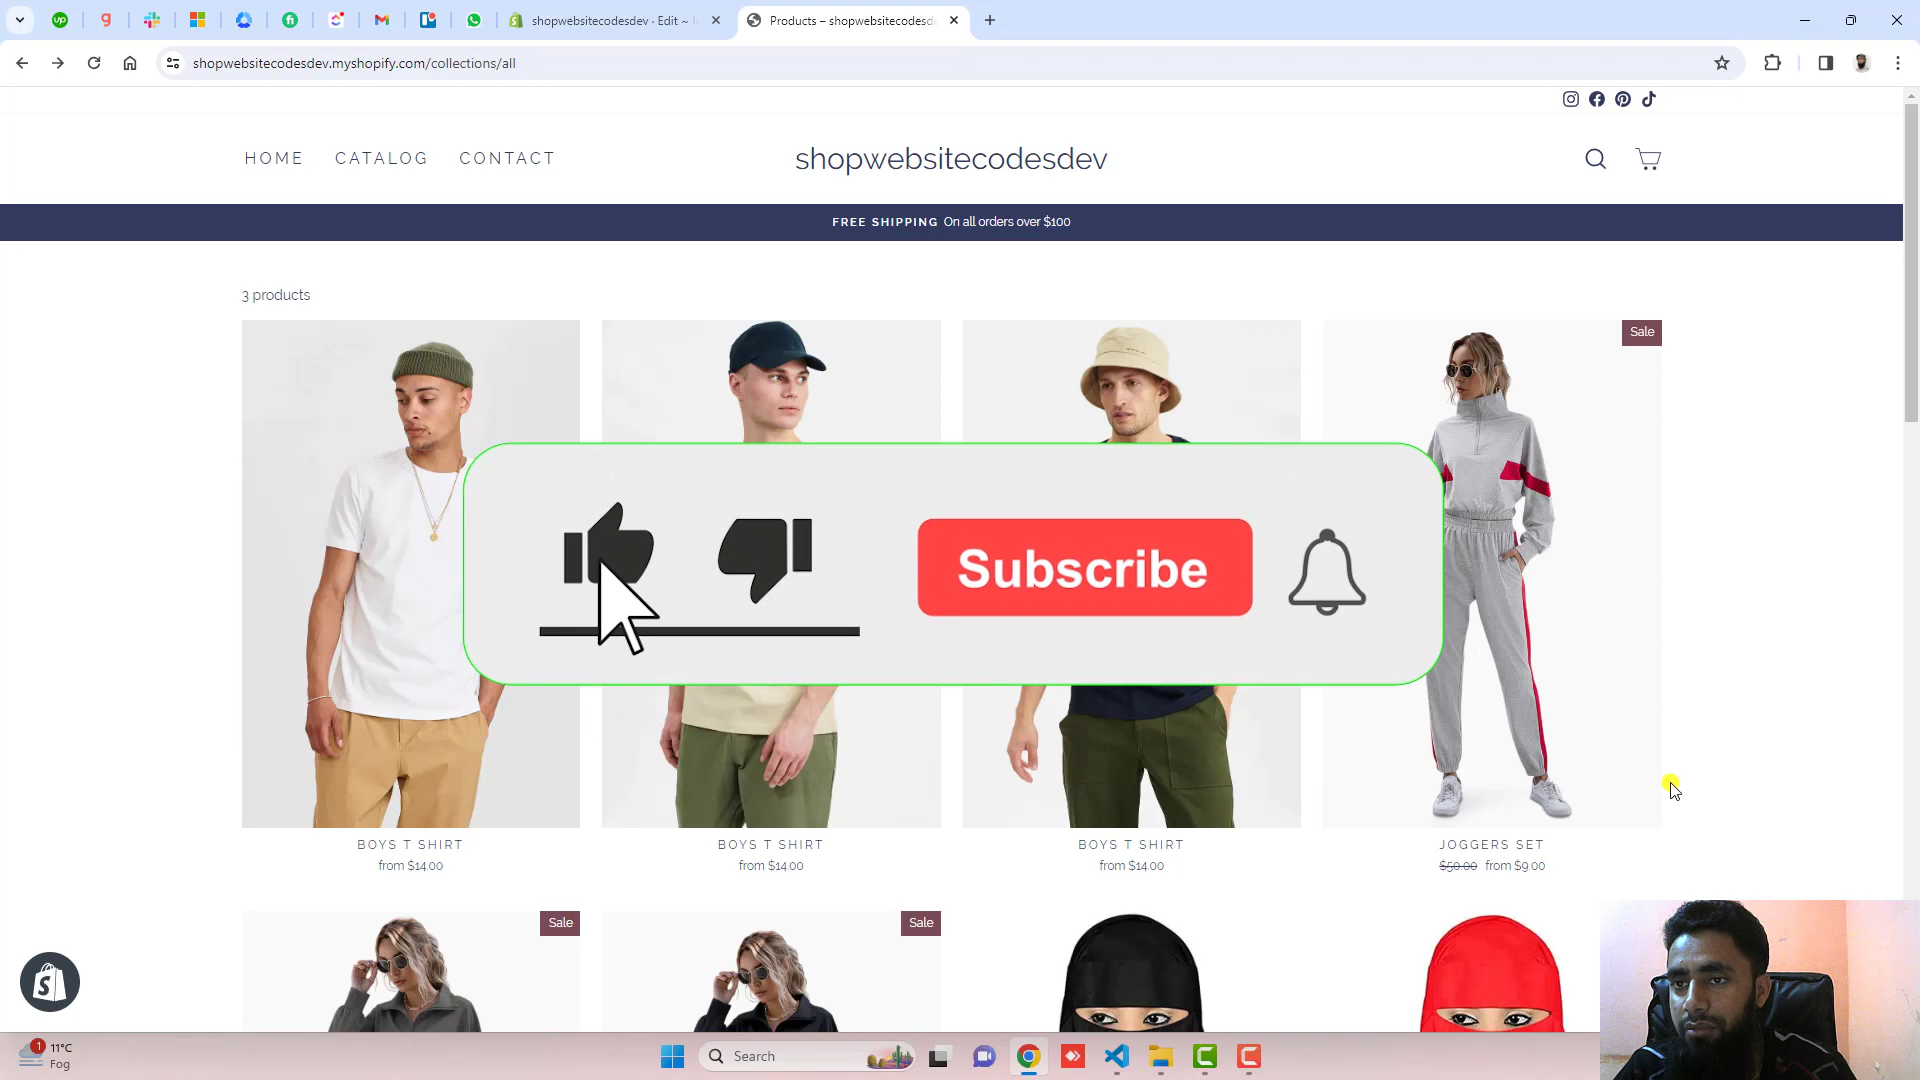 shopwebsitecodesdev · Edit ~
Products – shopwebsitecodesde
shopwebsitecodesdev.myshopify.com/collections/all
HOME CATALOG CONTACT
shopwebsitecodesdev
FREE SHIPPING On all orders over $100
3 products
Sale
Subscribe
BOYS T SHIRT
from $14.00
BOYS T SHIRT
from $14.00
BOYS T SHIRT
from $14.00
JOGGERS SET
$50.00 from $9.00
Sale
Sale
1
11°C
Fog
Search